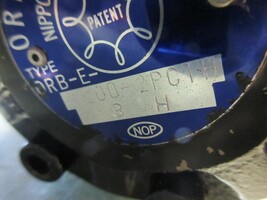 NIPPO
PATENT
TYPE
ORB-E-
00-2PC1
3 H
NOP